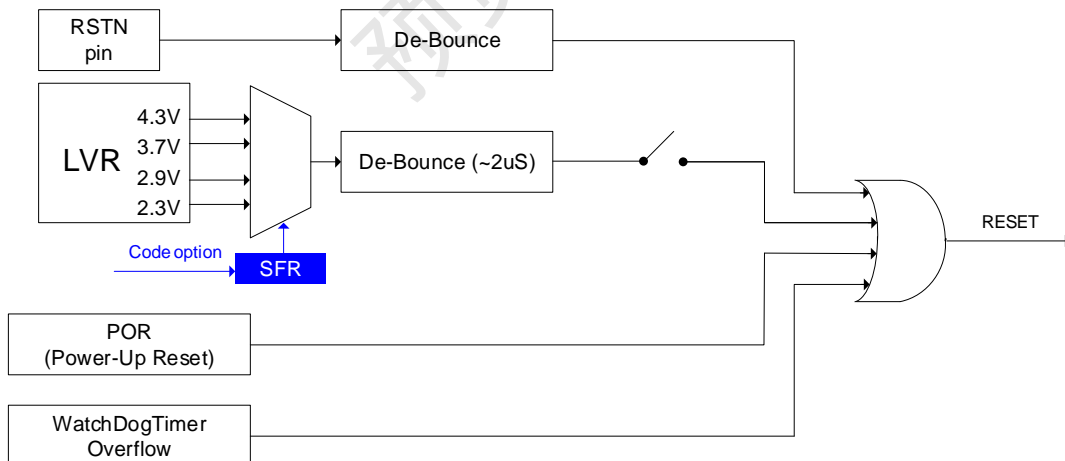 RSTN
pin
De-Bounce
LVR
4.3V
3.7V
2.9V
2.3V
De-Bounce (~2uS)
Code option
SFR
RESET
POR
(Power-Up Reset)
WatchDogTimer
Overflow